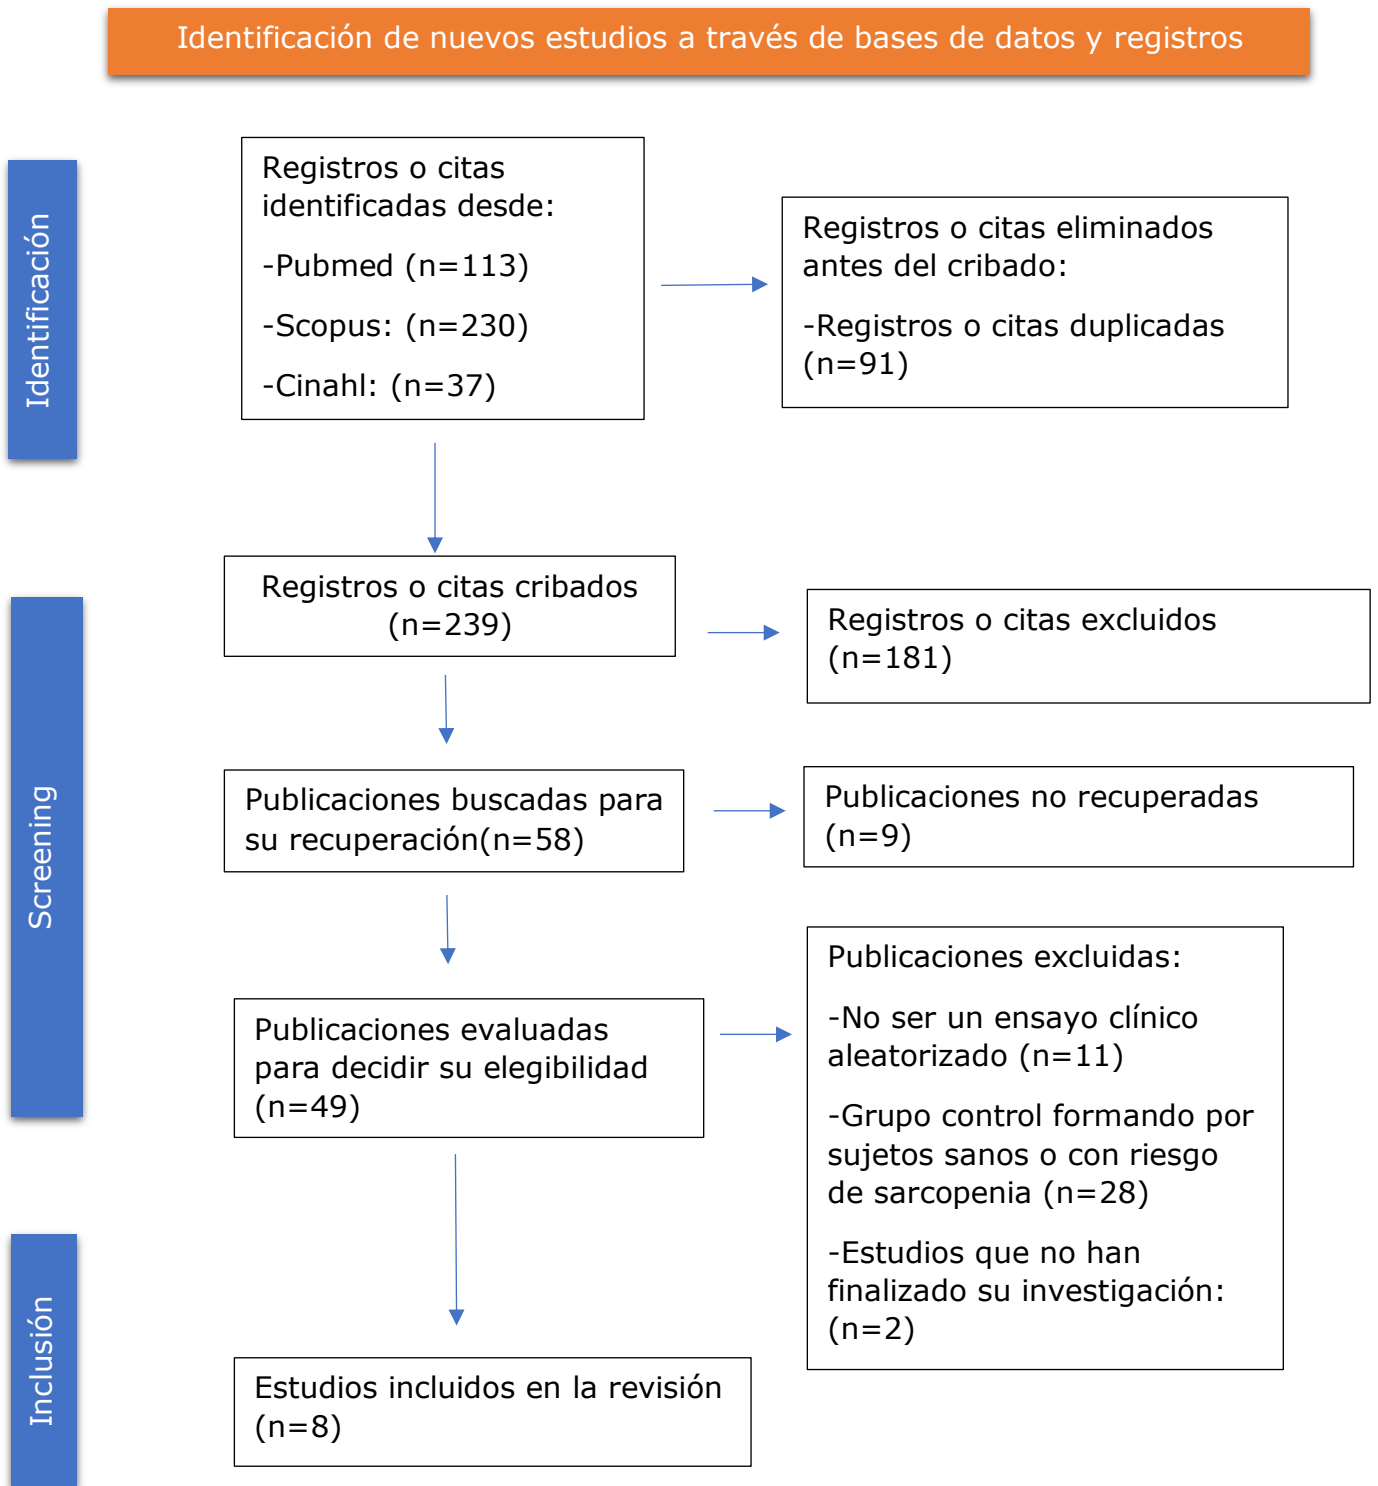 Identificación de nuevos estudios a través de bases de datos y registros
Identificación
Registros o citas
identificadas desde:
-Pubmed (n=113)
-Scopus: (n=230)
-Cinahl: (n=37)
Registros o citas eliminados
antes del cribado:
-Registros o citas duplicadas
(n=91)
Screening
Registros o citas cribados
(n=239)
Registros o citas excluidos
(n=181)
Publicaciones buscadas para
su recuperación(n=58)
Publicaciones no recuperadas
(n=9)
Publicaciones evaluadas
para decidir su elegibilidad
(n=49)
Publicaciones excluidas:
-No ser un ensayo clínico
aleatorizado (n=11)
-Grupo control formando por
sujetos sanos o con riesgo
de sarcopenia (n=28)
-Estudios que no han
finalizado su investigación:
(n=2)
Inclusión
Estudios incluidos en la revisión
(n=8)